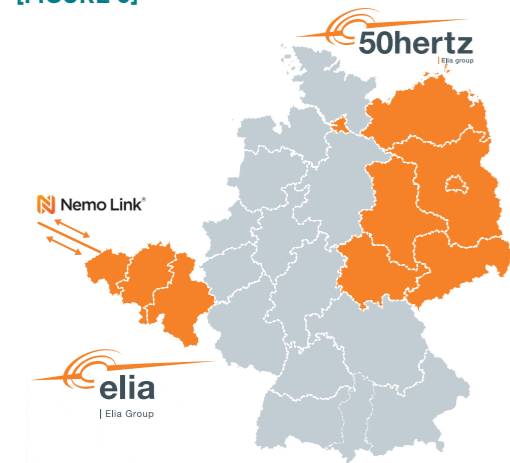 50hertz
| Elia group
Nemo Link®
elia
| Elia Group